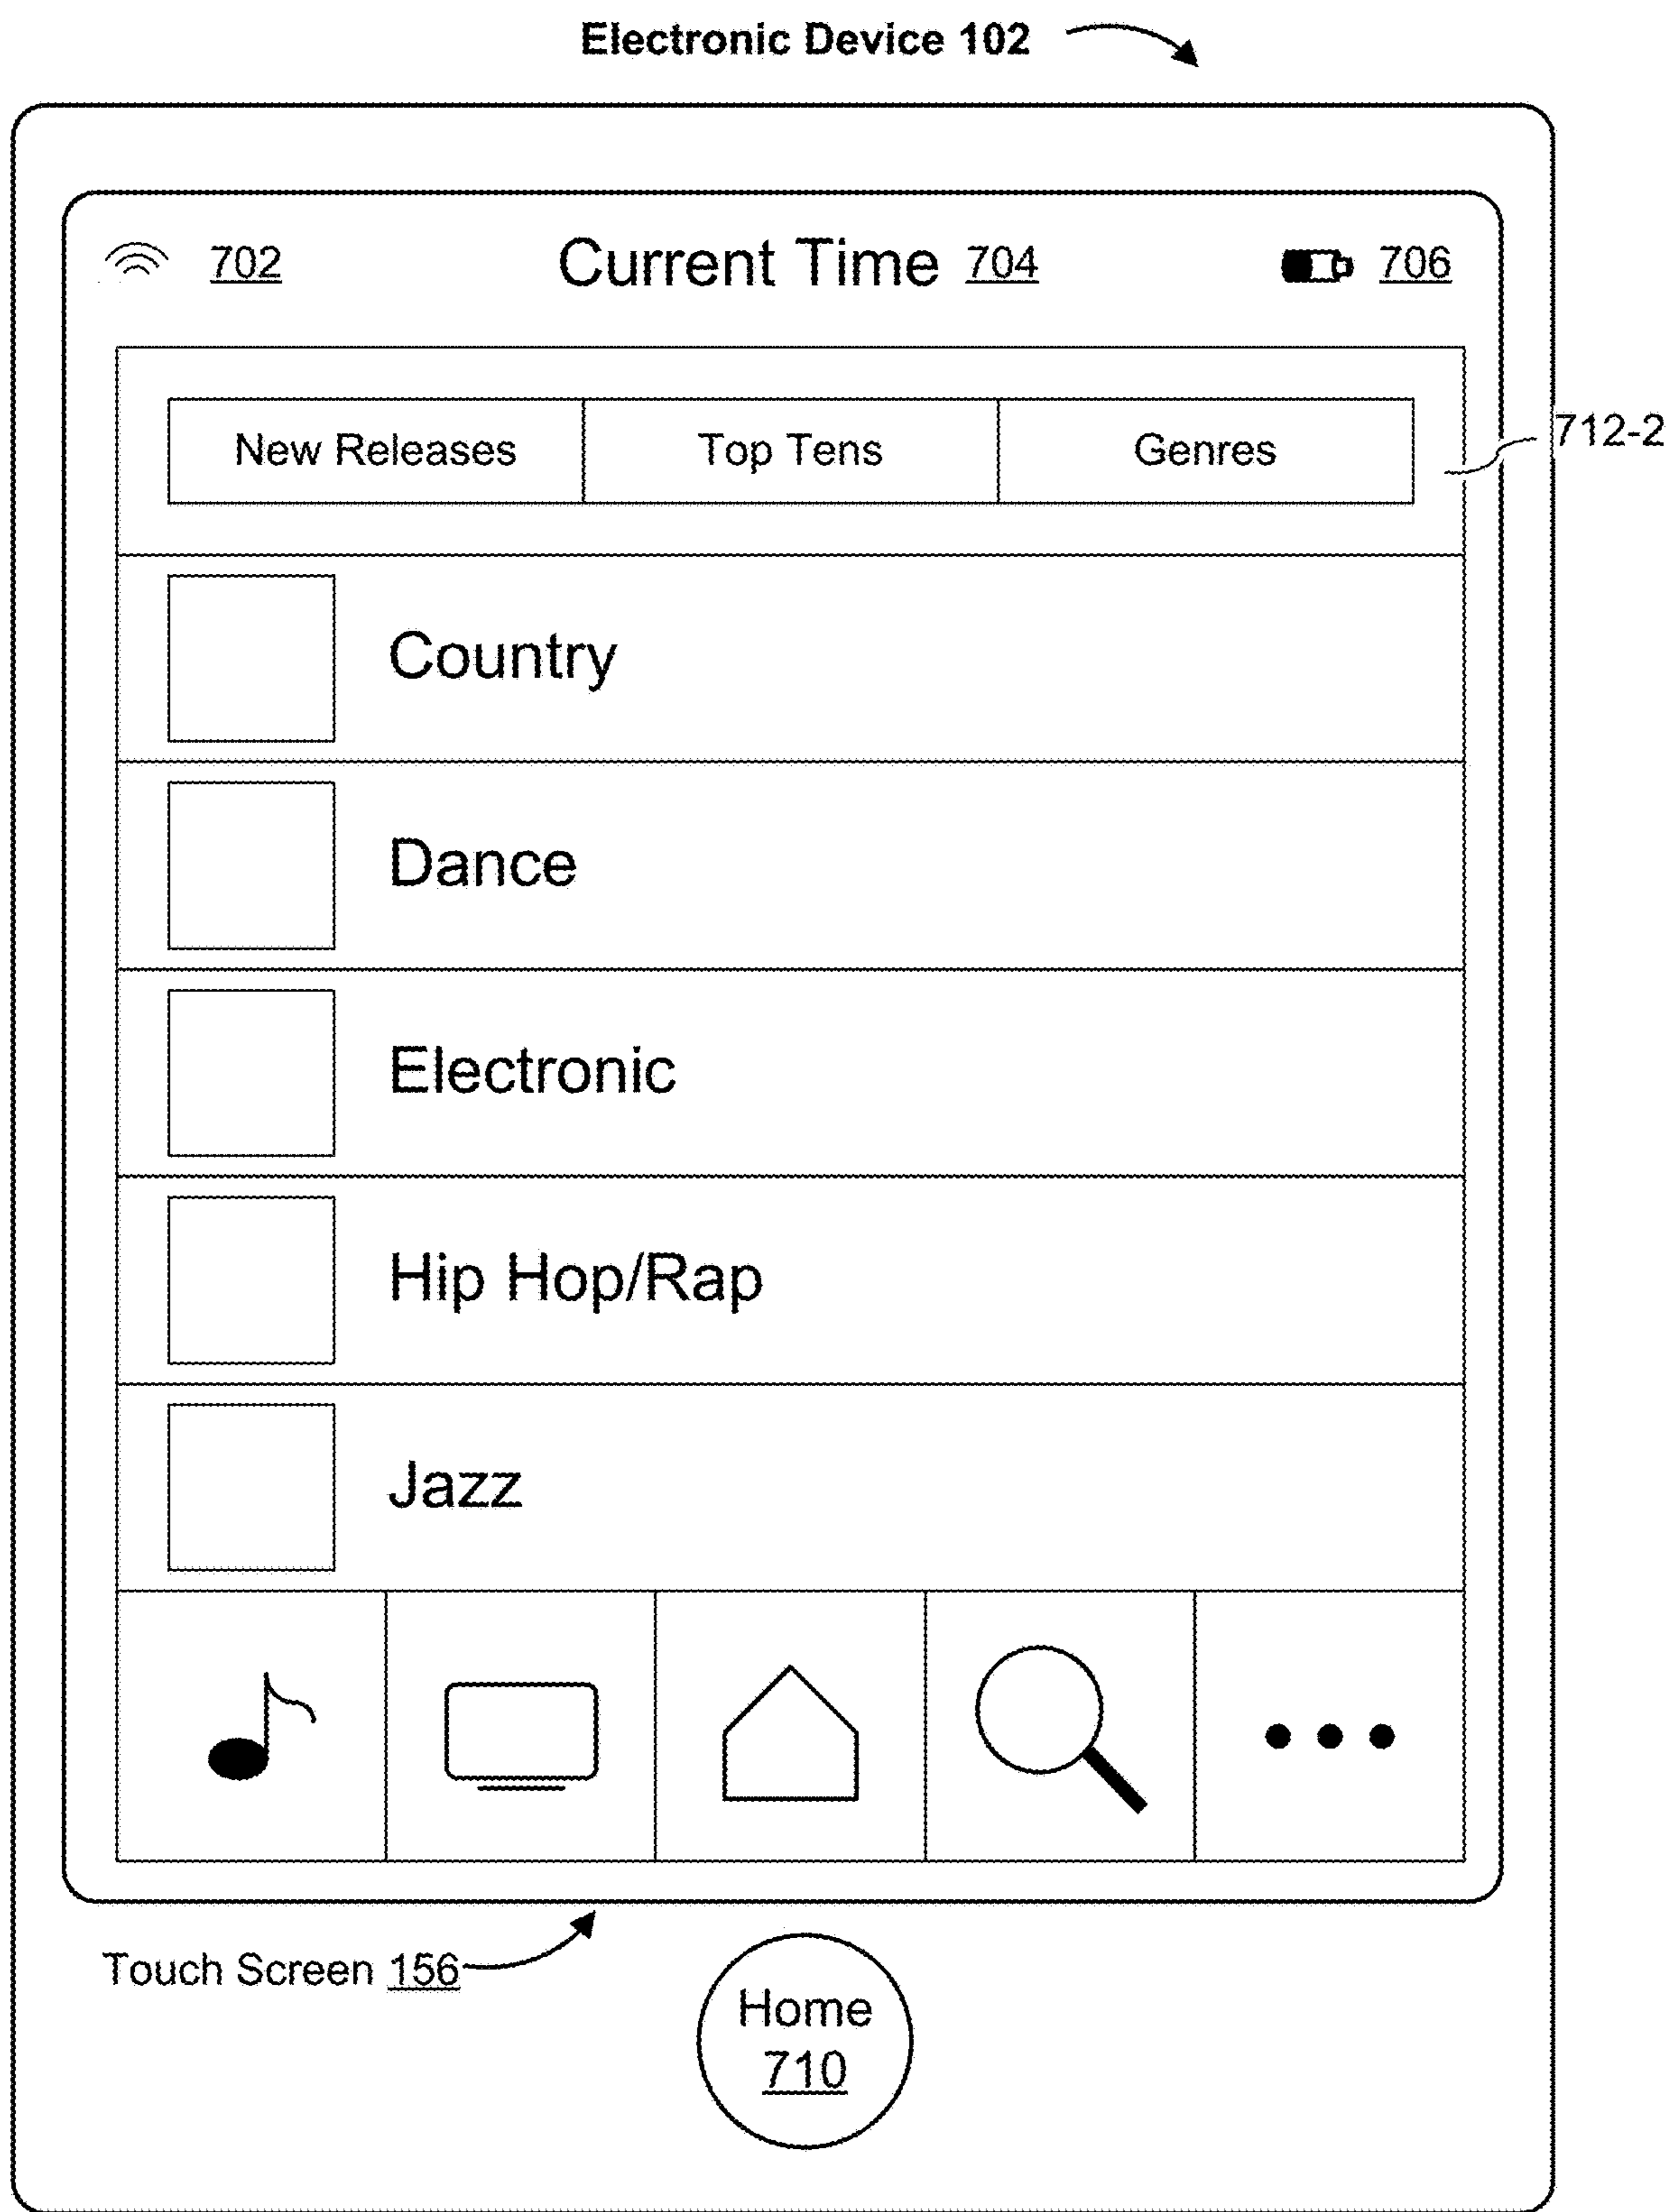 Electronic Device 102
702 Current Time 704 706
New Releases Top Tens Genres
712-2
Country
Dance
Electronic
Hip Hop/Rap
Jazz
Touch Screen 156
Home
710